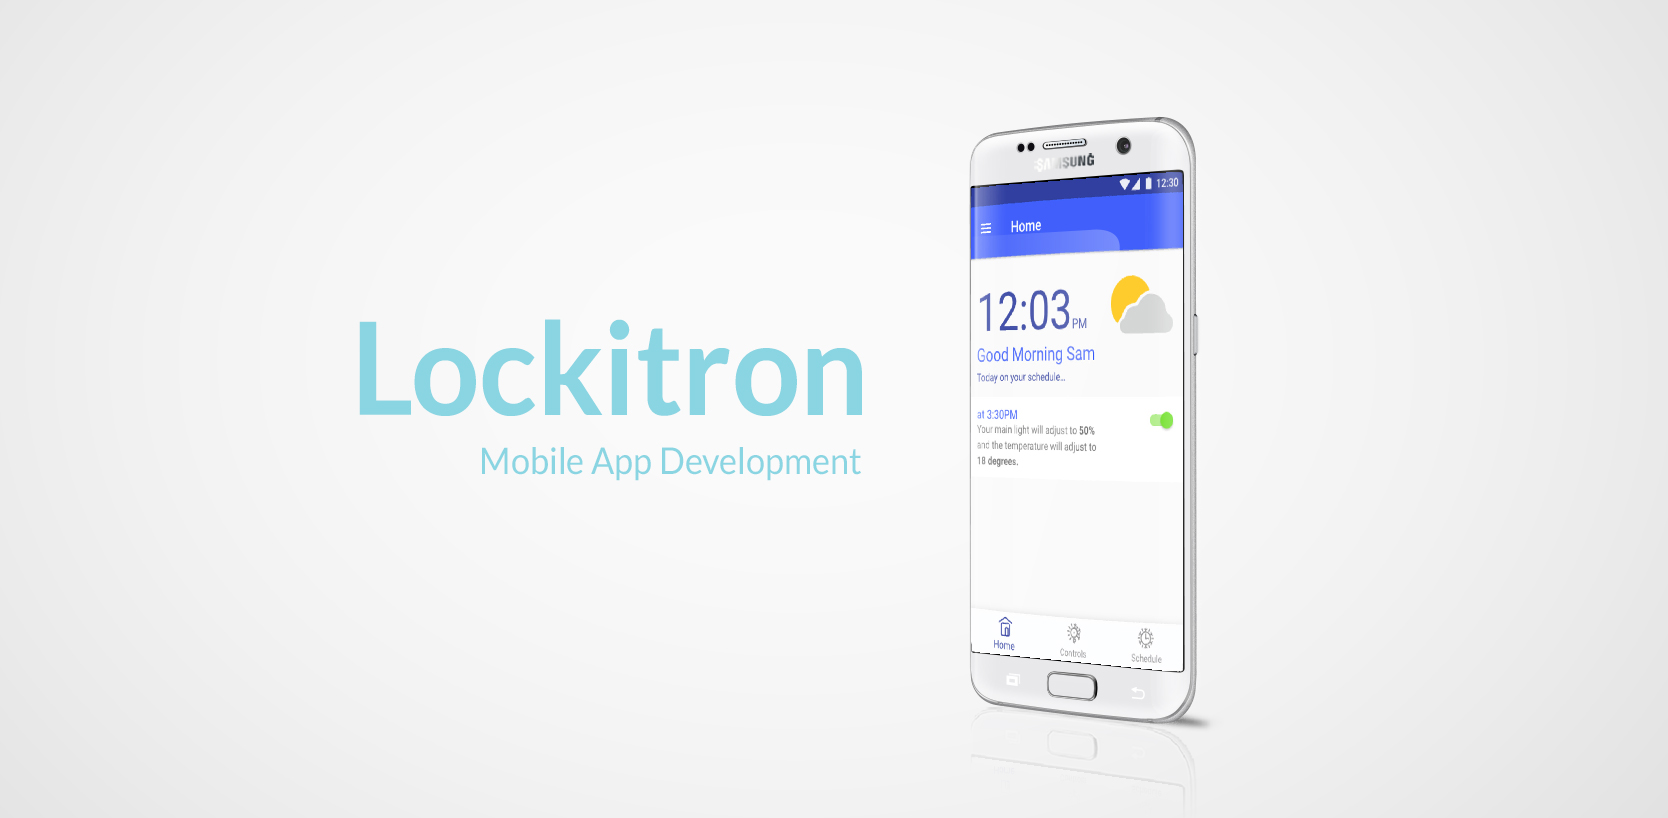 Lockitron
Mobile App Development
SAMSUNG
12:30
Home
12:03 PM
Good Morning Sam
Today on your schedule...
at 3:30PM
Your main light will adjust to 50%
and the temperature will adjust to
18 degrees.
Home
Controls
Schedule